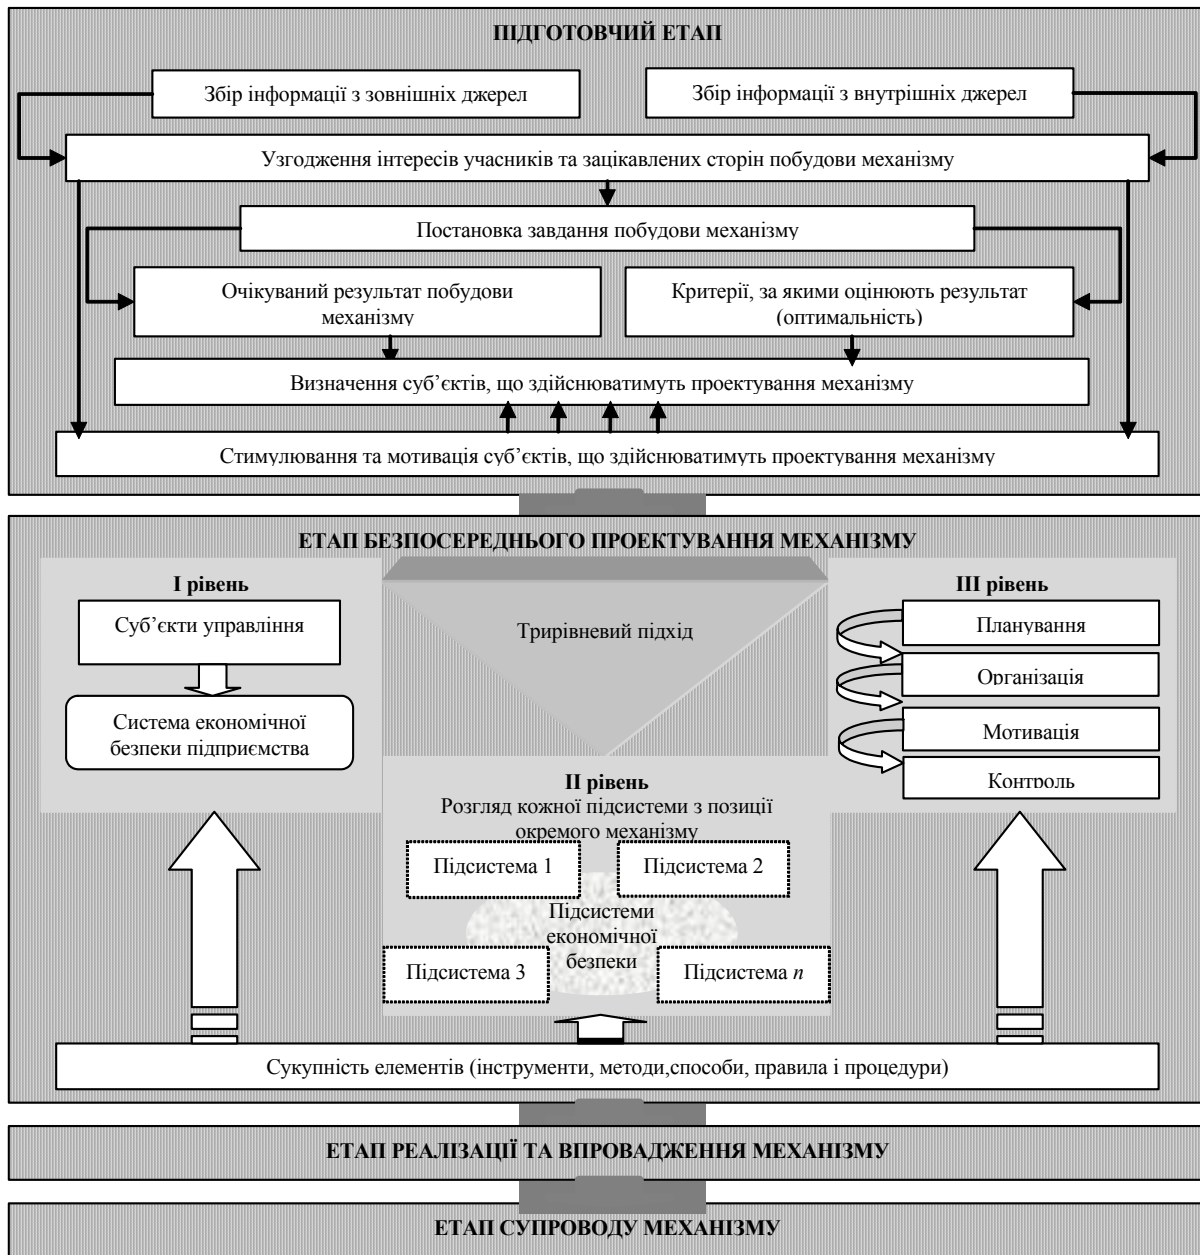 ПІДГОТОВЧИЙ ЕТАП
Збір інформації з зовнішніх джерел
Збір інформації з внутрішніх джерел
Узгодження інтересів учасників та зацікавлених сторін побудови механізму
Постановка завдання побудови механізму
Очікуваний результат побудови
механізму
Критерії, за якими оцінюють результат
(оптимальність)
Визначення суб’єктів, що здійснюватимуть проектування механізму
Стимулювання та мотивація суб’єктів, що здійснюватимуть проектування механізму
ЕТАП БЕЗПОСЕРЕДНЬОГО ПРОЕКТУВАННЯ МЕХАНІЗМУ
І рівень
Суб’єкти управління
Система економічної
безпеки підприємства
Трирівневий підхід
ІІІ рівень
Планування
Організація
Мотивація
Контроль
ІІ рівень
Розгляд кожної підсистеми з позиції
окремого механізму
Підсистема 1
Підсистема 2
Підсистеми
економічної
безпеки
Підсистема 3
Підсистема n
Сукупність елементів (інструменти, методи,способи, правила і процедури)
ЕТАП РЕАЛІЗАЦІЇ ТА ВПРОВАДЖЕННЯ МЕХАНІЗМУ
ЕТАП СУПРОВОДУ МЕХАНІЗМУ